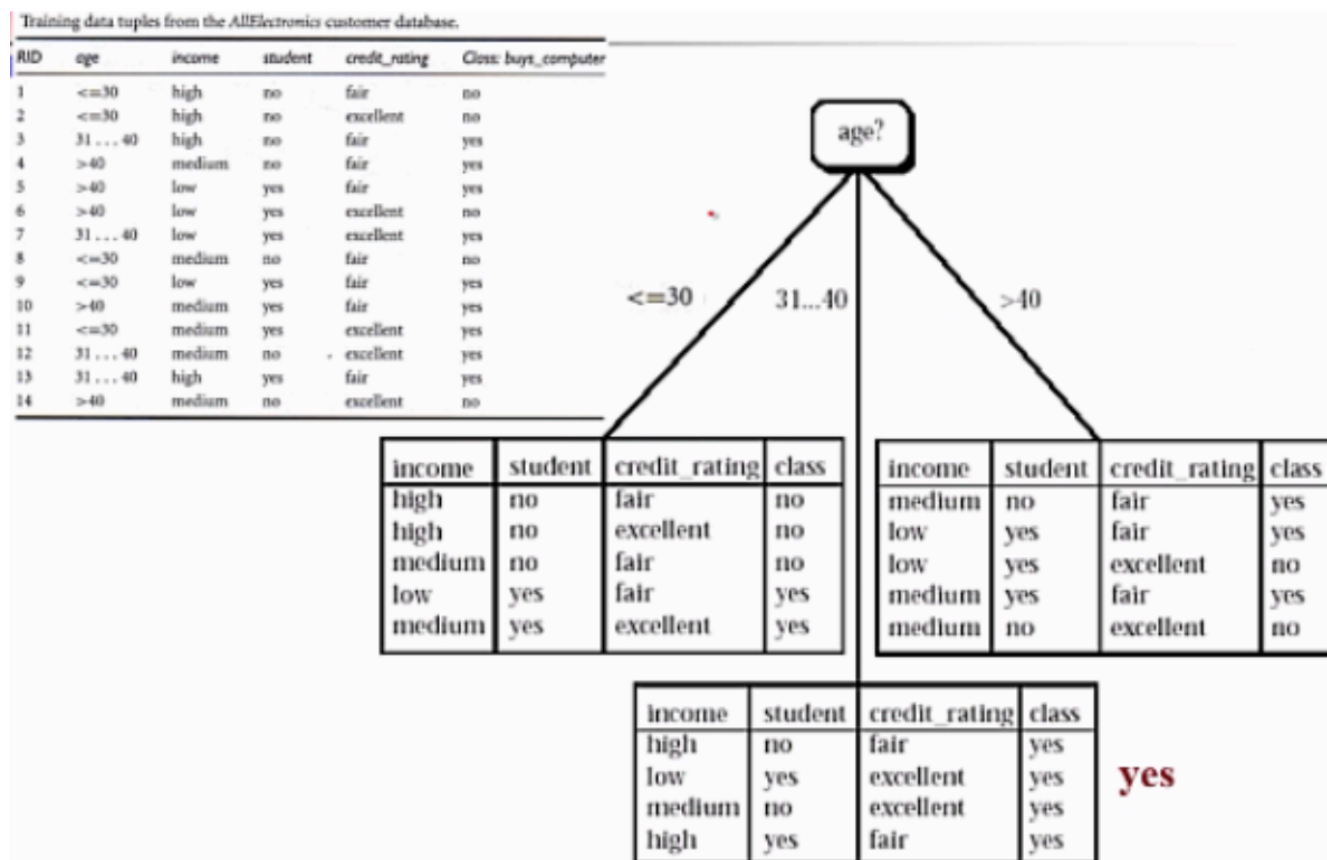 Training data tuples from the AllElectronics customer database.
RID age income student credit_rating Class: buys_computer
1 <=30 high no fair no
2 <=30 high no excellent no
3 31...40 high no fair yes
4 >40 medium no fair yes
5 >40 low yes fair yes
6 >40 low yes excellent no
7 31...40 low yes excellent yes
8 <=30 medium no fair no
9 <=30 low yes fair yes
10 >40 medium yes fair yes
11 <=30 medium yes excellent yes
12 31...40 medium no excellent yes
13 31...40 high yes fair yes
14 >40 medium no excellent no
age?
<=30 31...40 >40
income student credit_rating class
high no fair no
high no excellent no
medium no fair no
low yes fair yes
medium yes excellent yes
income student credit_rating class
medium no fair yes
low yes fair yes
low yes excellent no
medium yes fair yes
medium no excellent no
income student credit_rating class
high no fair yes
low yes excellent yes
medium no excellent yes
high yes fair yes
yes